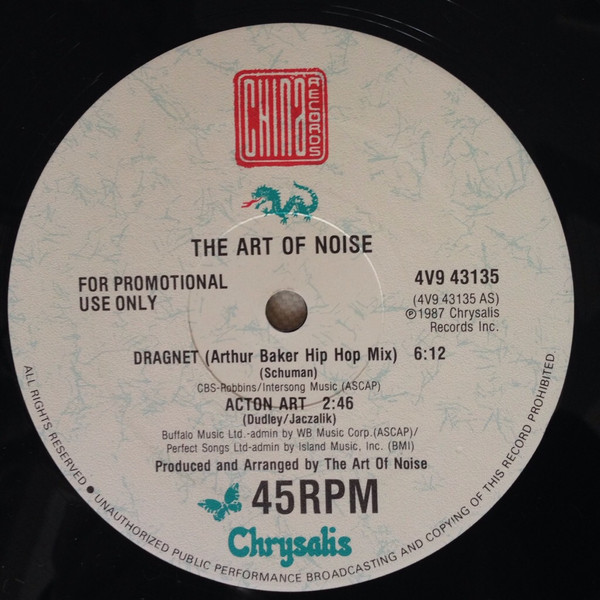 CHINA RECORDS
THE ART OF NOISE
FOR PROMOTIONAL
USE ONLY
4V9 43135
(4V9 43135 AS)
℗1987 Chrysalis
Records Inc.
DRAGNET (Arthur Baker Hip Hop Mix) 6:12
(Schuman)
CBS-Robbins/Intersong Music (ASCAP)
ACTON ART 2:46
(Dudley/Jaczalik)
Buffalo Music Ltd.-admin by WB Music Corp.(ASCAP)/
Perfect Songs Ltd-admin by Island Music, Inc. (BMI)
Produced and Arranged by The Art Of Noise
45RPM
Chrysalis
ALL RIGHTS RESERVED ● UNAUTHORIZED PUBLIC PERFORMANCE BROADCASTING AND COPYING OF THIS RECORD PROHIBITED.